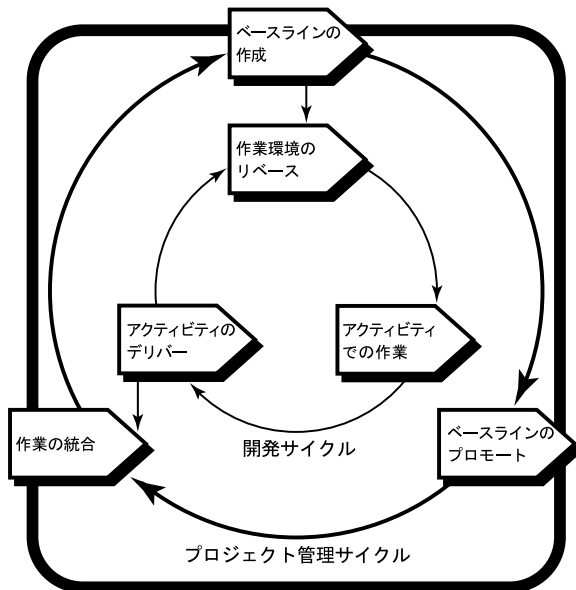 ベースラインの
作成
作業環境の
リベース
アクティビティの
デリバー
アクティビティ
での作業
開発サイクル
作業の統合
ベースラインの
プロモート
プロジェクト管理サイクル